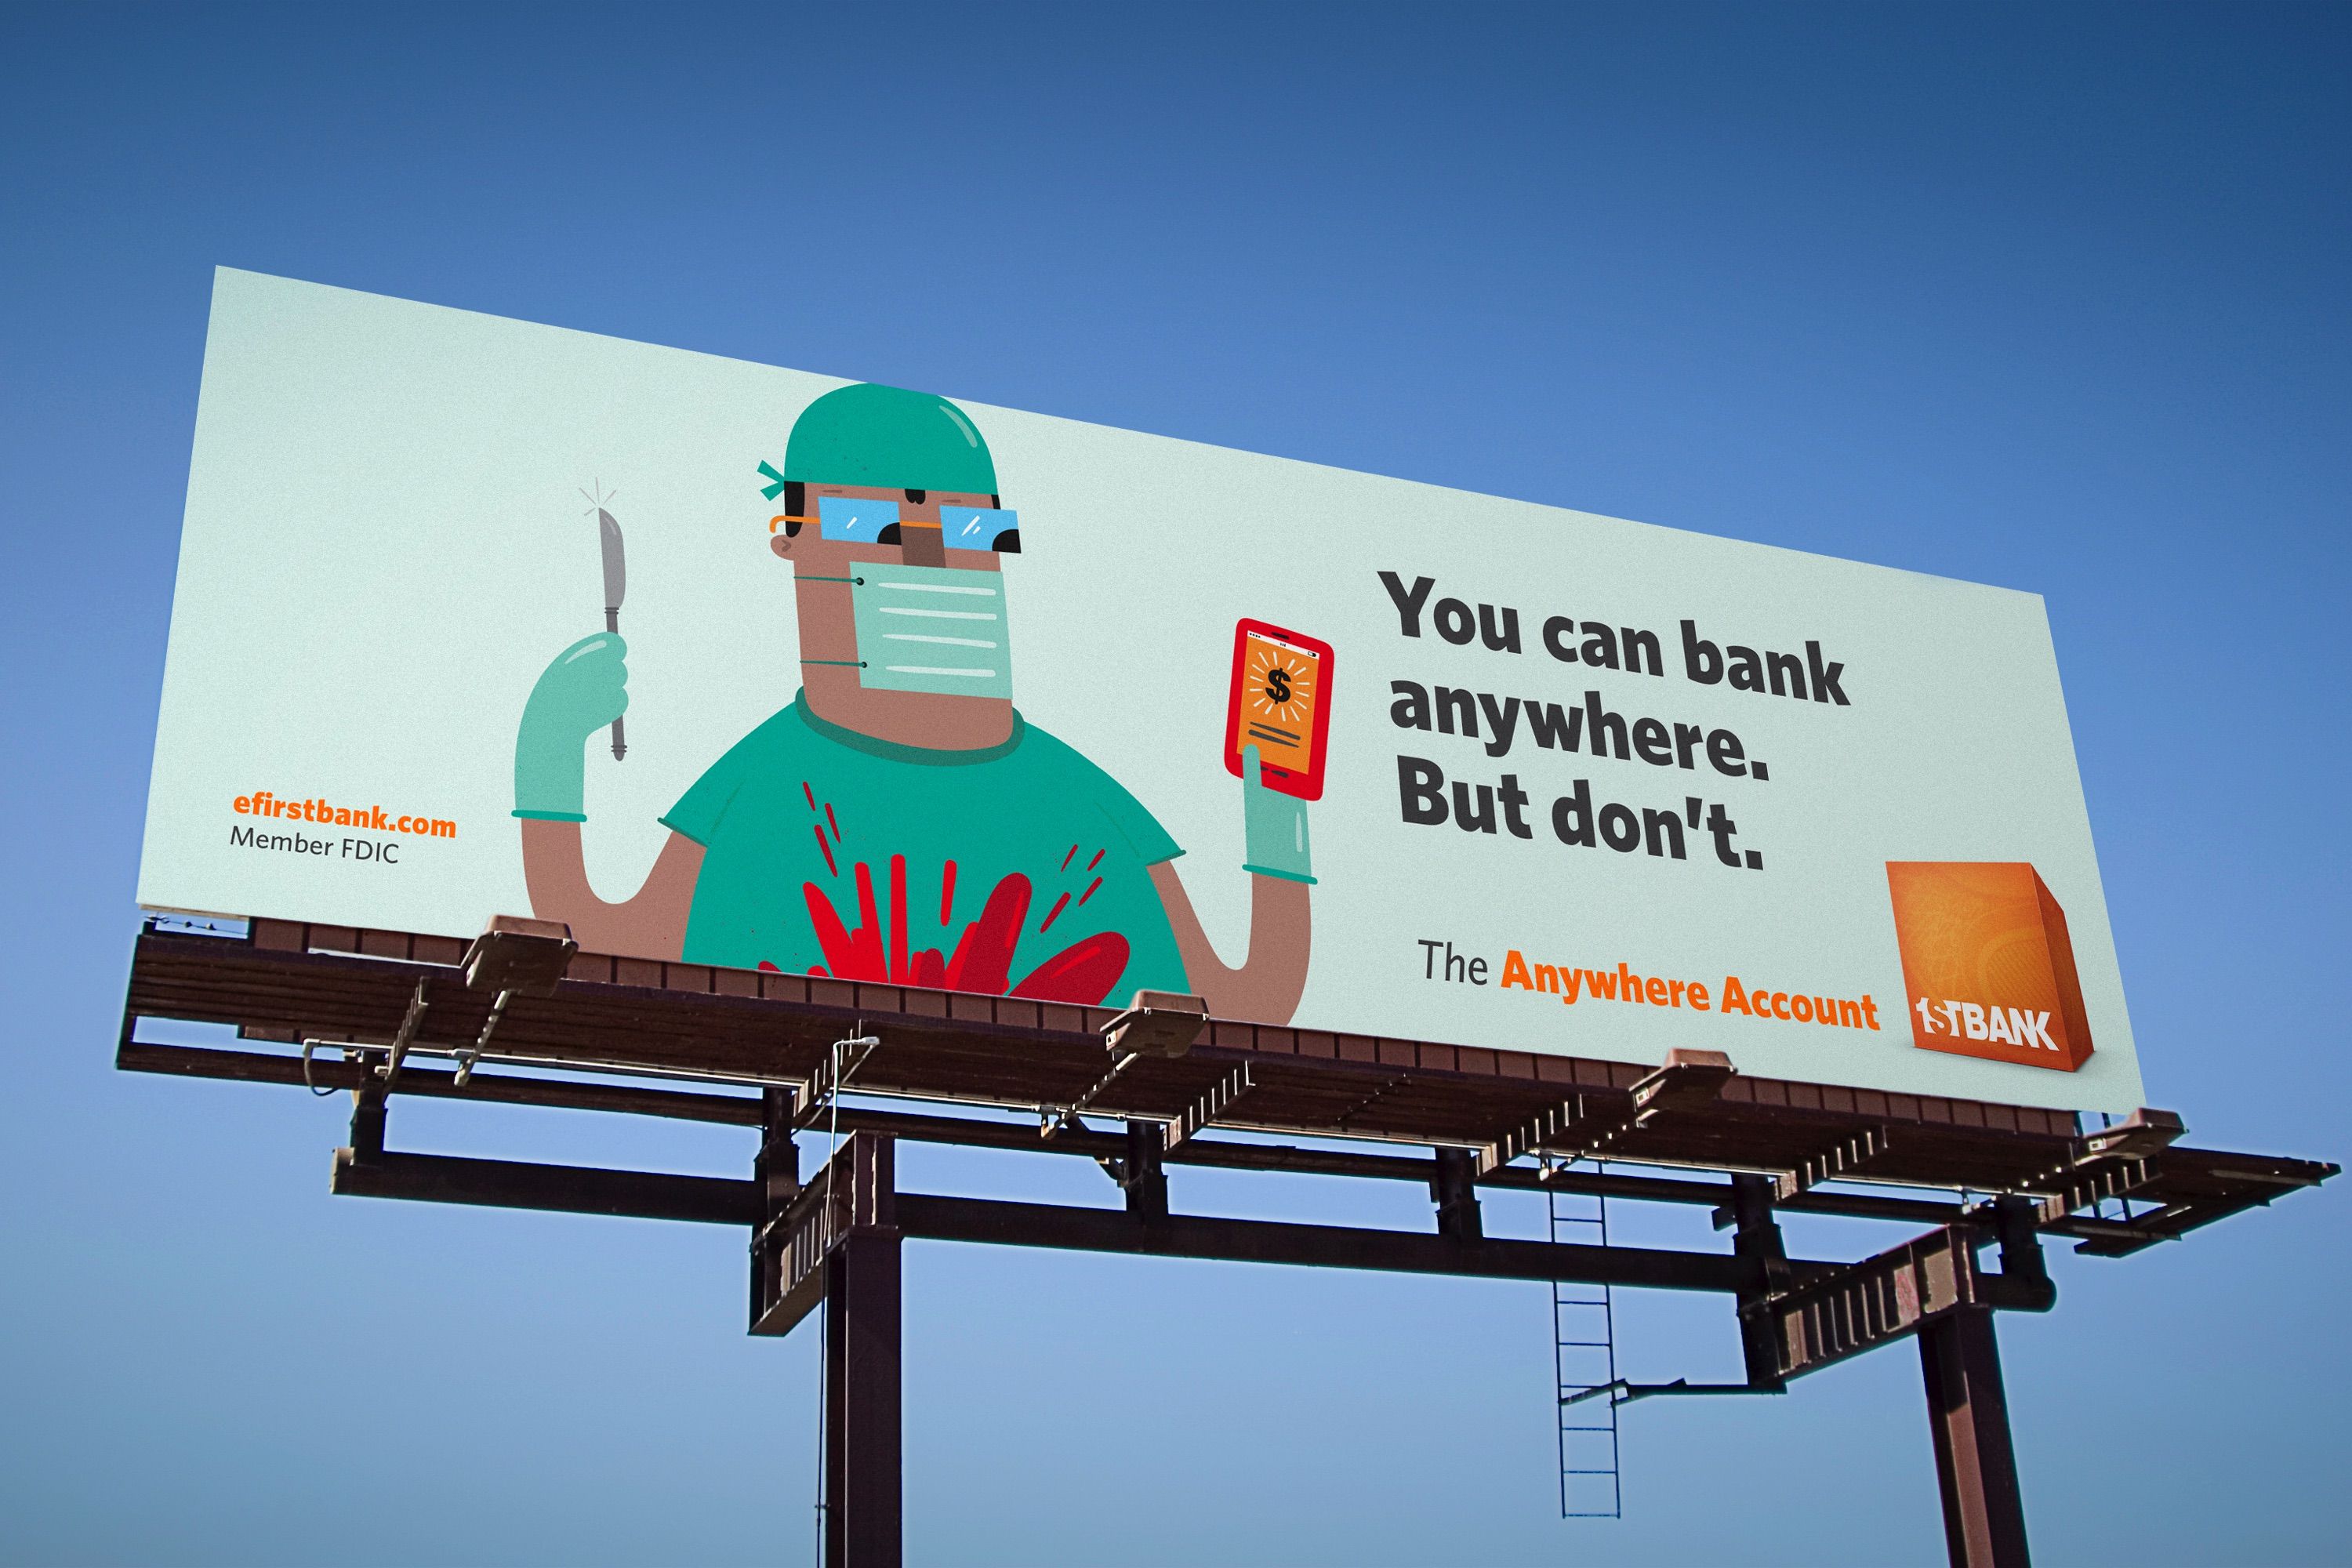 You can bank
anywhere.
But don't.
$
efirstbank.com
Member FDIC
The Anywhere Account
1STBANK